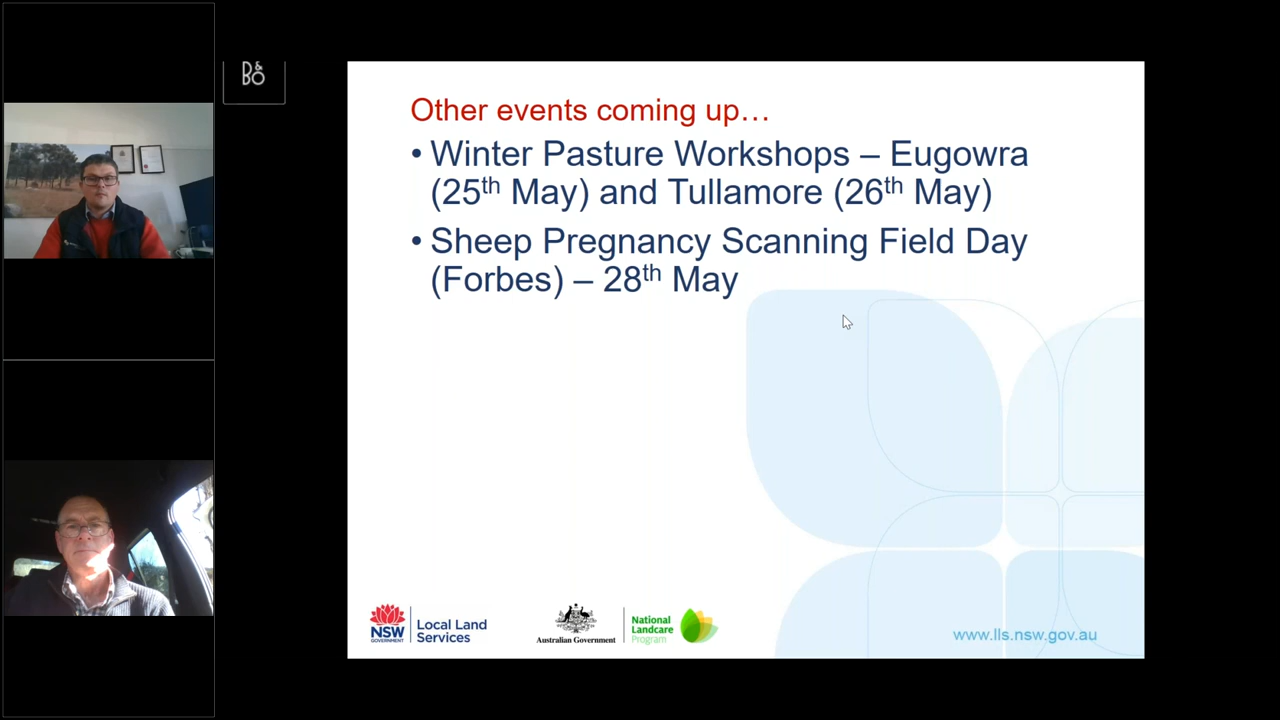 B&O
Other events coming up…
• Winter Pasture Workshops – Eugowra
(25th May) and Tullamore (26th May)
• Sheep Pregnancy Scanning Field Day
(Forbes) – 28th May
NSW
GOVERNMENT
Local Land
Services
Australian Government
National
Landcare
Program
www.lls.nsw.gov.au